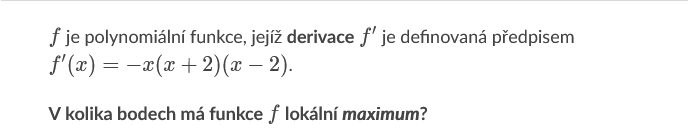 f je polynomiální funkce, jejíž derivace f′ je definovaná předpisem
f′(x) = −x(x + 2)(x − 2).
V kolika bodech má funkce f lokální maximum?